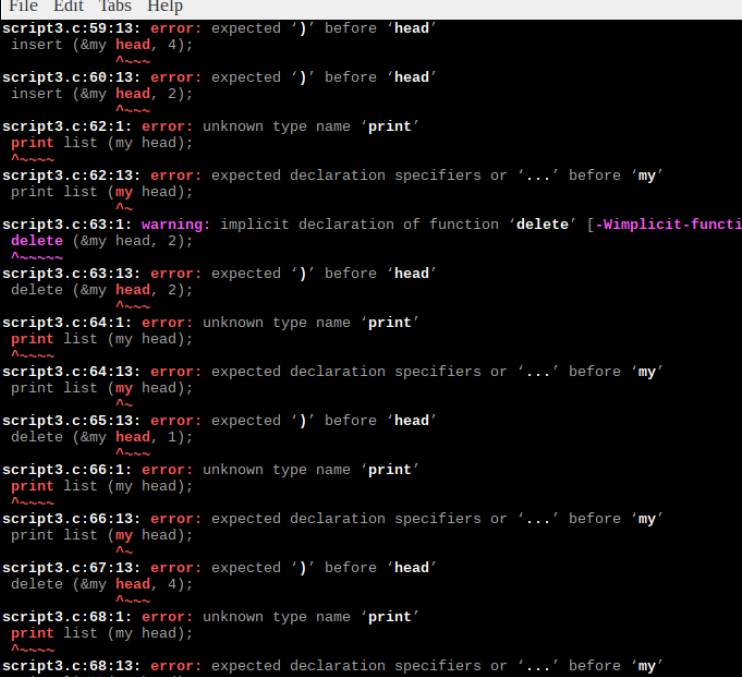 File Edit Tabs Help
script3.c:59:13: error: expected ‘)’ before ‘head’
insert (&my head, 4);
^~~~
script3.c:60:13: error: expected ‘)’ before ‘head’
insert (&my head, 2);
^~~~
script3.c:62:1: error: unknown type name ‘print’
print list (my head);
^~~~~
script3.c:62:13: error: expected declaration specifiers or ‘...’ before ‘my’
print list (my head);
^~
script3.c:63:1: warning: implicit declaration of function ‘delete’ [-Wimplicit-functi
delete (&my head, 2);
^~~~~~
script3.c:63:13: error: expected ‘)’ before ‘head’
delete (&my head, 2);
^~~~
script3.c:64:1: error: unknown type name ‘print’
print list (my head);
^~~~~
script3.c:64:13: error: expected declaration specifiers or ‘...’ before ‘my’
print list (my head);
^~
script3.c:65:13: error: expected ‘)’ before ‘head’
delete (&my head, 1);
^~~~
script3.c:66:1: error: unknown type name ‘print’
print list (my head);
^~~~~
script3.c:66:13: error: expected declaration specifiers or ‘...’ before ‘my’
print list (my head);
^~
script3.c:67:13: error: expected ‘)’ before ‘head’
delete (&my head, 4);
^~~~
script3.c:68:1: error: unknown type name ‘print’
print list (my head);
^~~~~
script3.c:68:13: error: expected declaration specifiers or ‘...’ before ‘my’